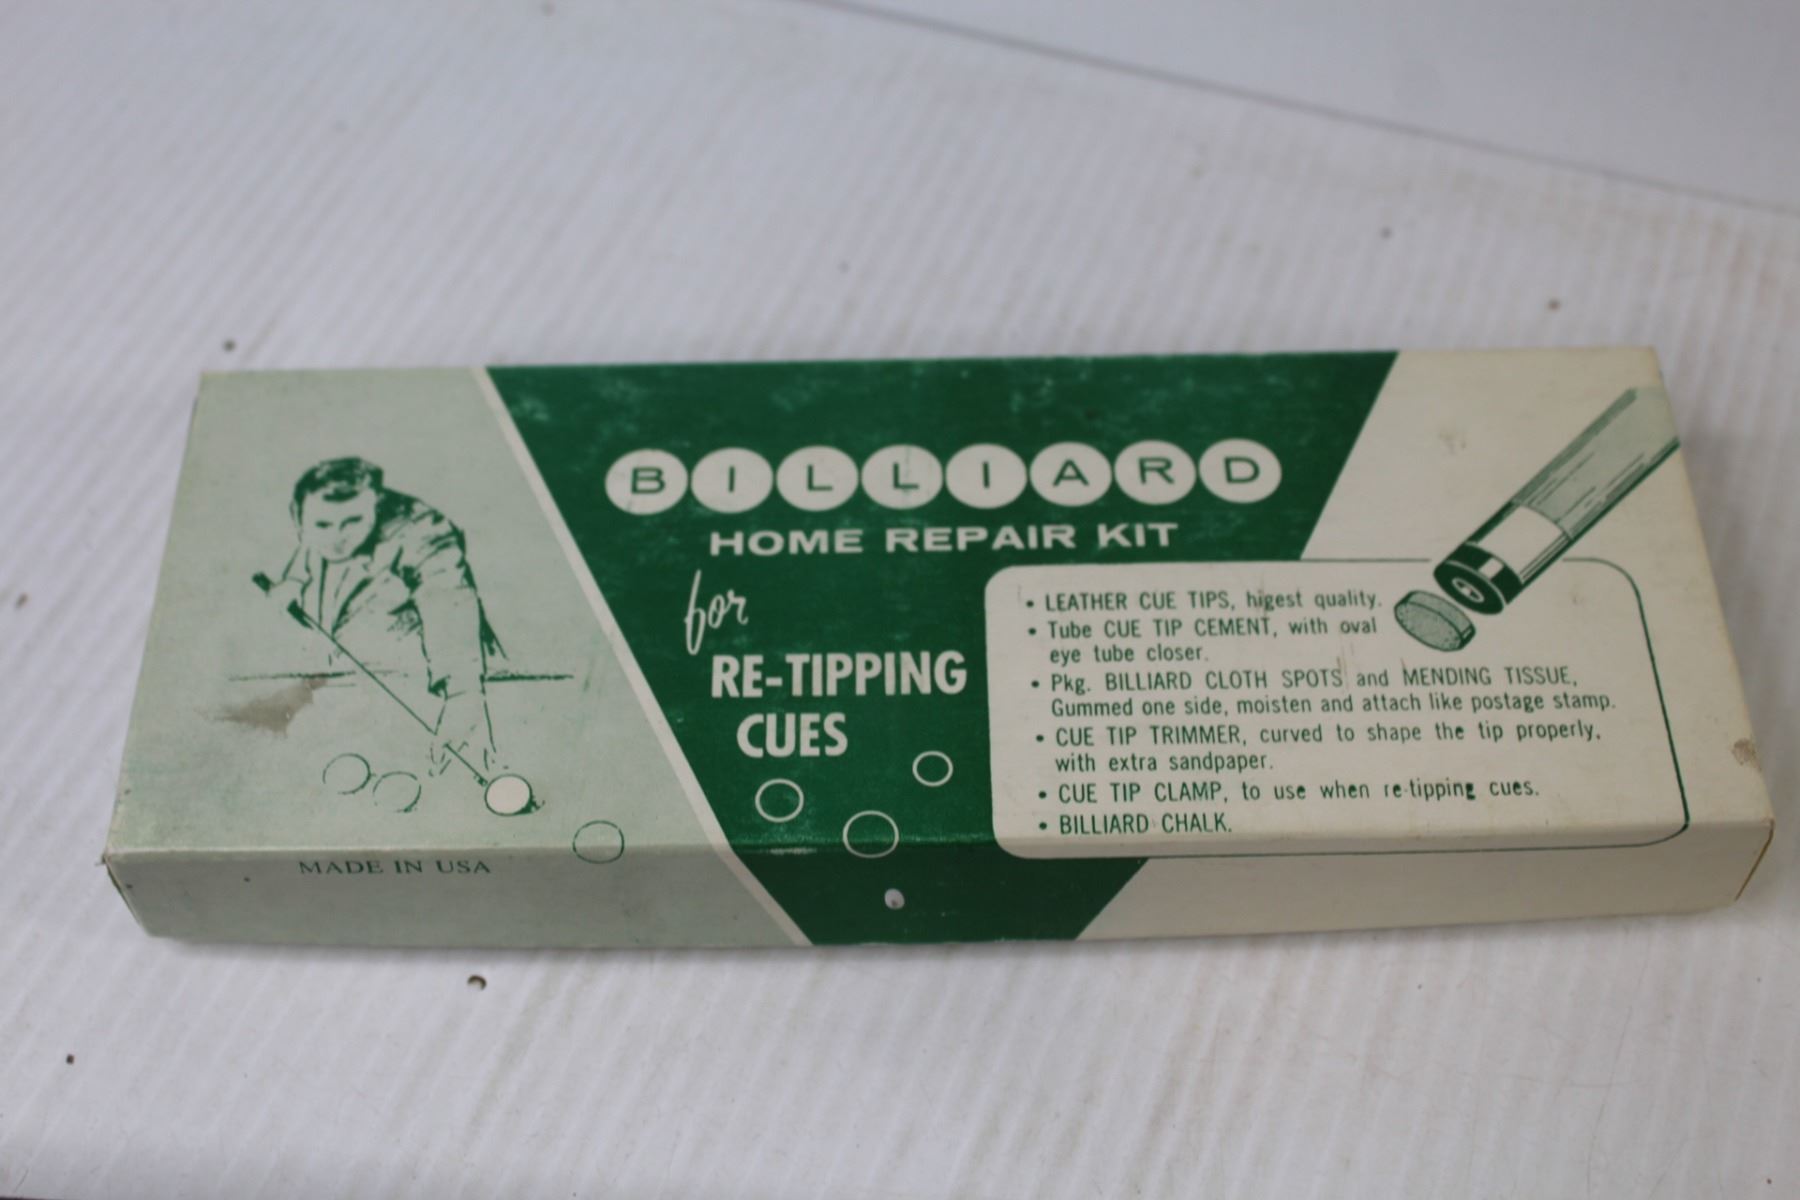 BILLIARD
HOME REPAIR KIT
for
RE-TIPPING
CUES
• LEATHER CUE TIPS, higest quality.
• Tube CUE TIP CEMENT, with oval
eye tube closer.
• Pkg. BILLIARD CLOTH SPOTS and MENDING TISSUE,
Gummed one side, moisten and attach like postage stamp.
• CUE TIP TRIMMER, curved to shape the tip properly,
with extra sandpaper.
• CUE TIP CLAMP, to use when re-tipping cues.
• BILLIARD CHALK.
MADE IN USA